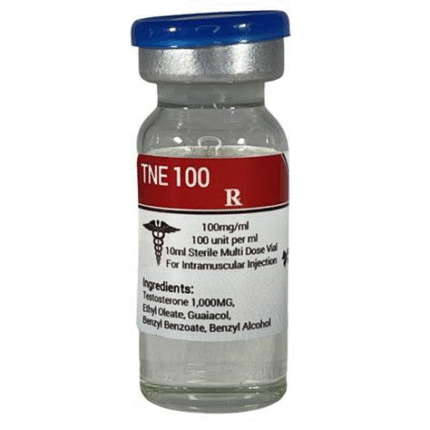 TNE 100
R
100mg/ml
100 unit per ml
10ml Sterile Multi Dose Vial
For Intramuscular Injection
Ingredients:
Testosterone 1,000MG,
Ethyl Oleate, Guaiacol,
Benzyl Benzoate, Benzyl Alcohol